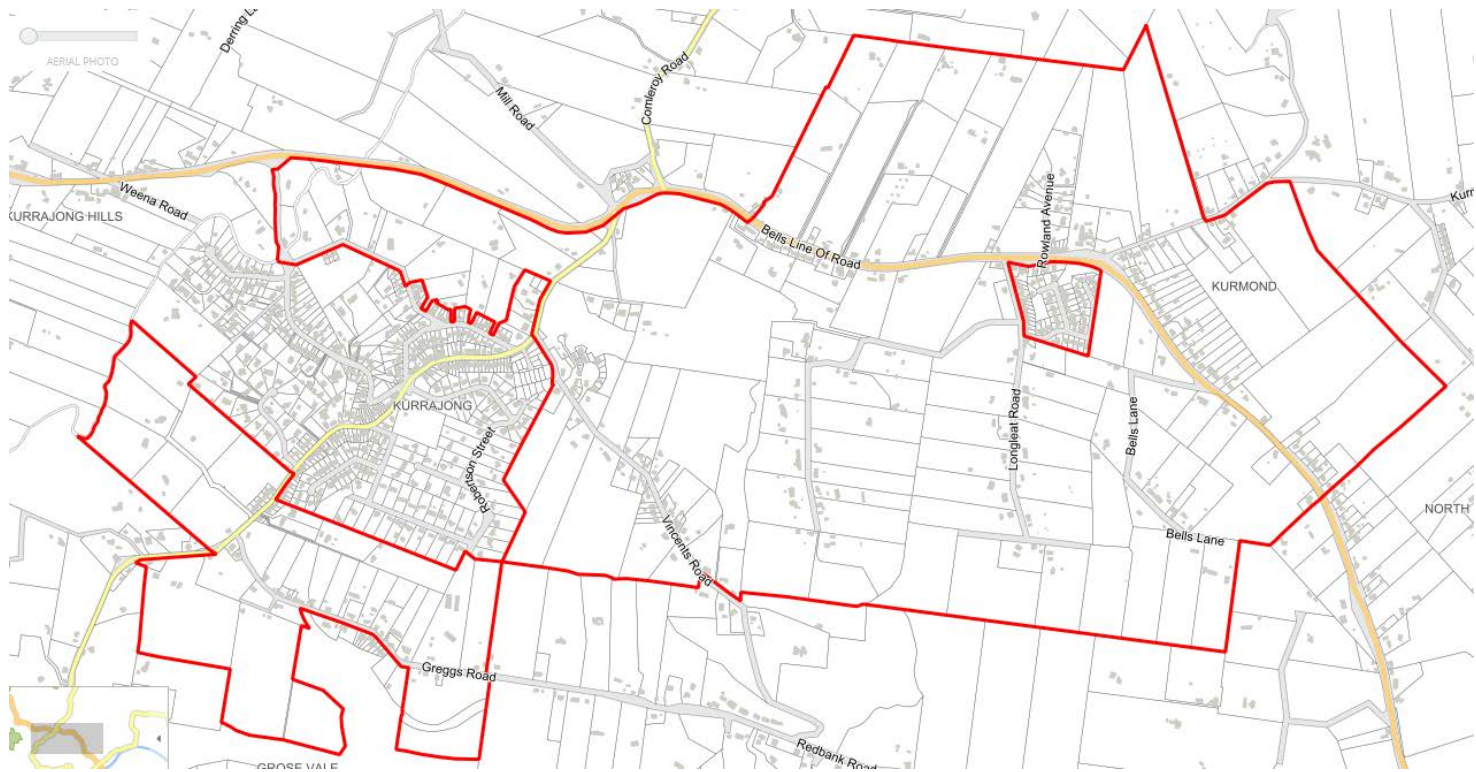 Derring
AERIAL PHOTO
Mill Road
Comleroy Road
Weena Road
KURRAJONG HILLS
Rowland Avenue
Bells Line Of Road
KURMOND
KURRAJONG
Robertson Street
Longleat Road
Bells Lane
Vincents Road
Bells Lane
NORTH
Greggs Road
Redbank Road
GROSE VALE